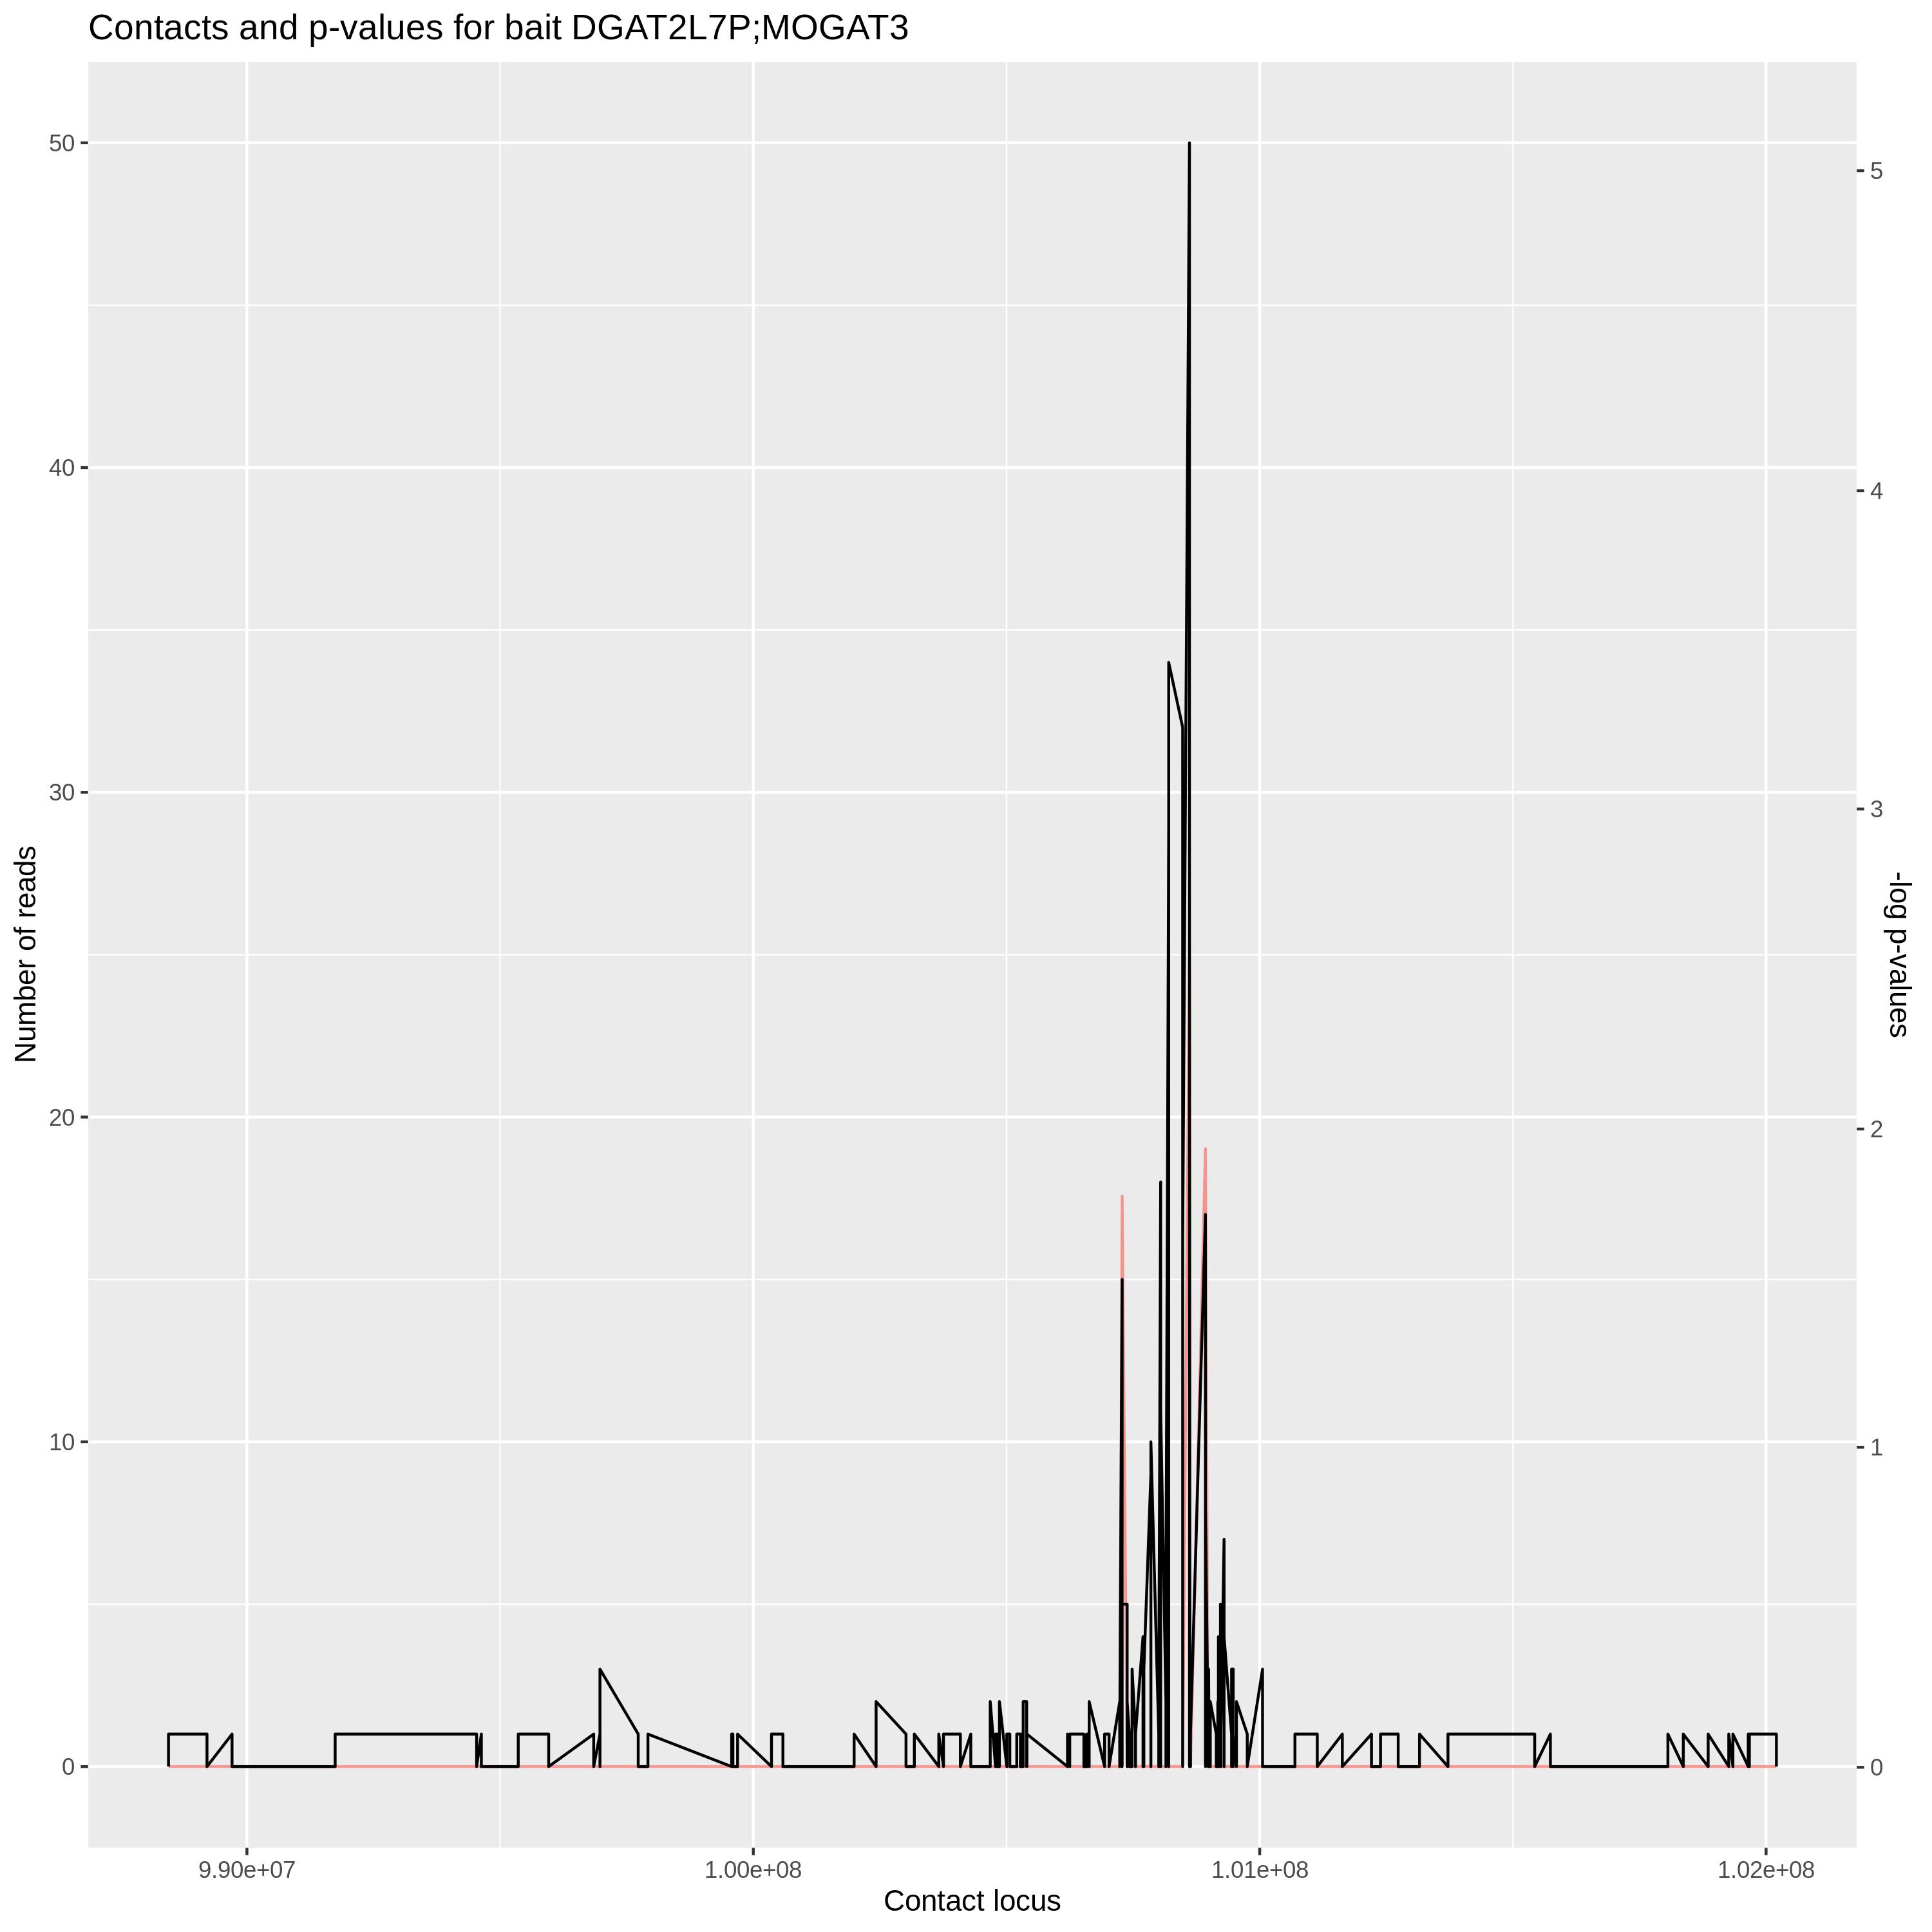 Contacts and p-values for bait DGAT2L7P;MOGAT3
50
40
30
20
10
0
Number of reads
5
4
3
2
1
0
-log p-values
9.90e+07
1.00e+08
1.01e+08
1.02e+08
Contact locus